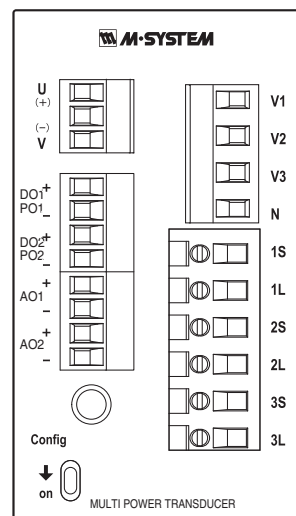 M-SYSTEM
U
(+)
(−)
V
DO1 +
PO1 −
DO2 +
PO2 −
AO1 +
−
AO2 +
−
V1
V2
V3
N
1S
1L
2S
2L
3S
3L
Config
on
MULTI POWER TRANSDUCER